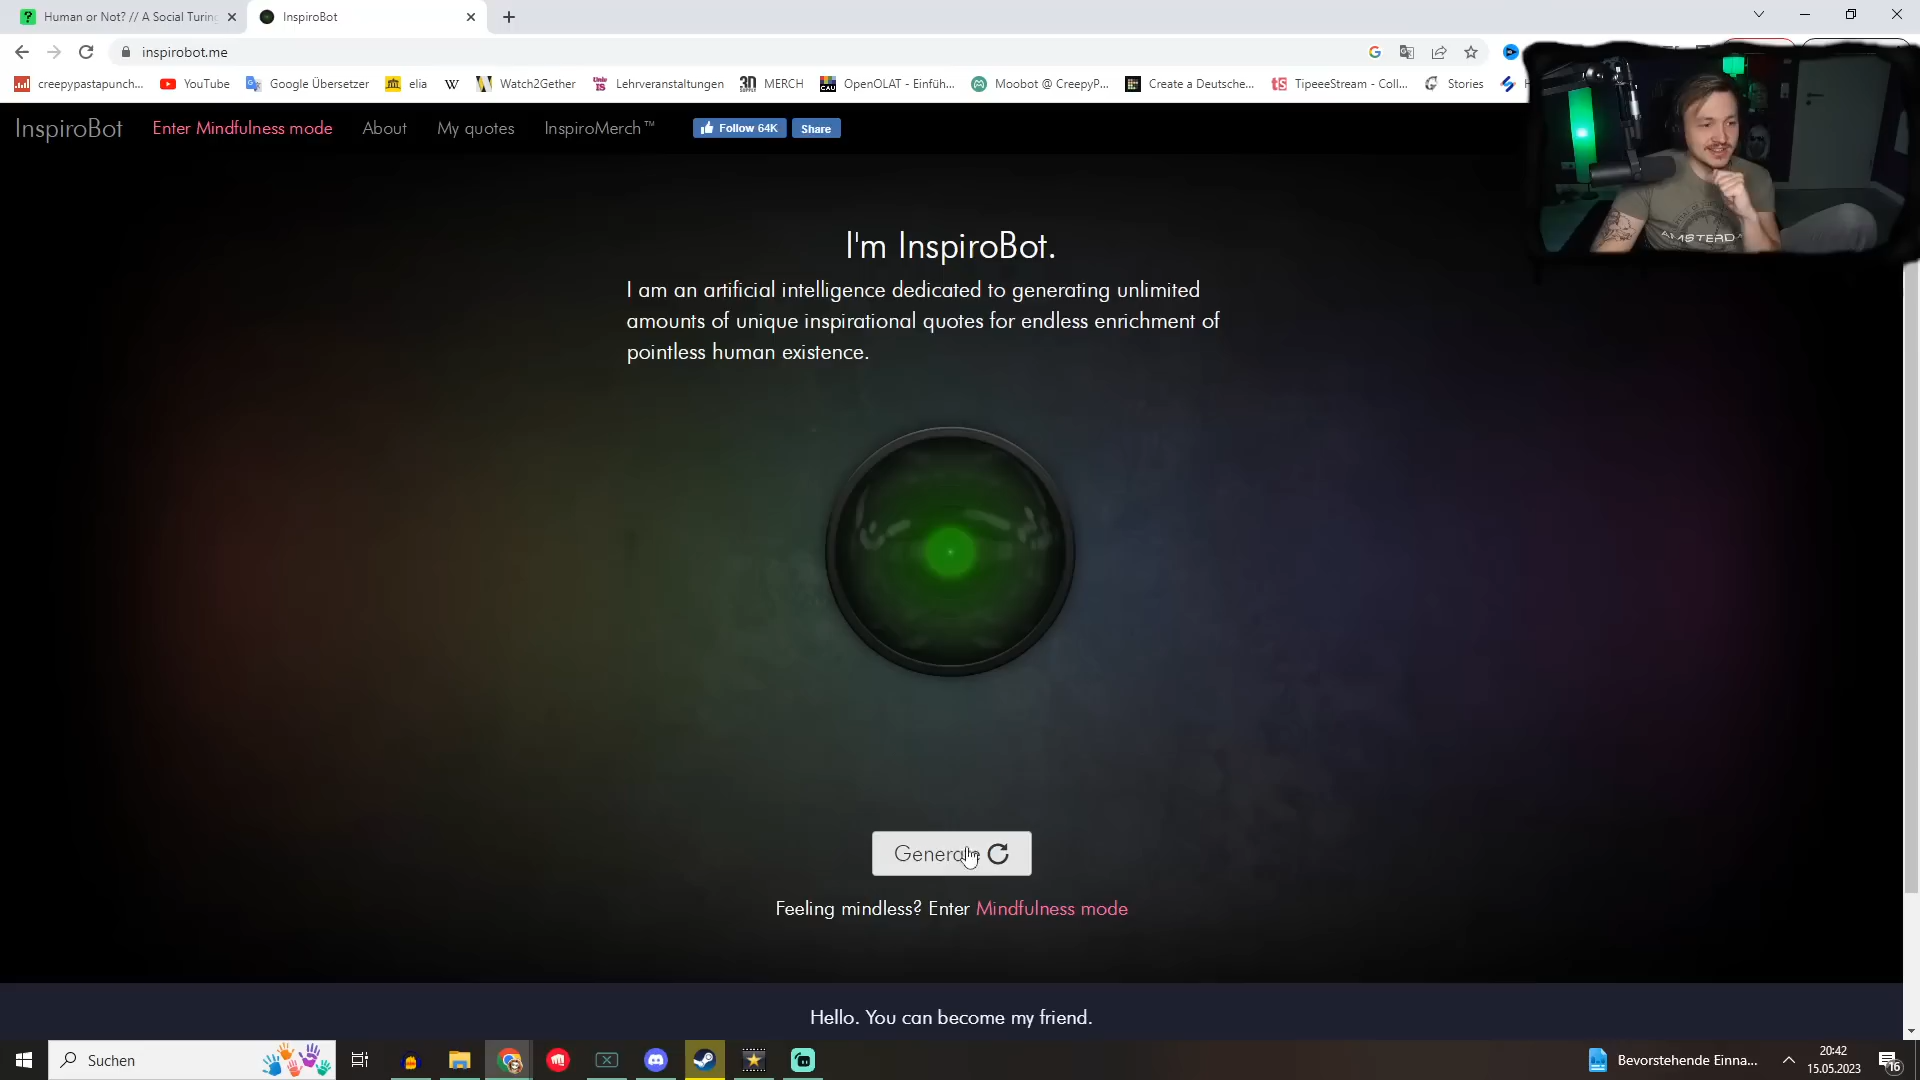 Human or Not? // A Social Turin
InspiroBot
inspirobot.me
creepypastapunch...
YouTube
Google Übersetzer
elia
Watch2Gether
Lehrveranstaltungen
MERCH
OpenOLAT - Einfüh...
Moobot @ CreepyP...
Create a Deutsche...
TipeeeStream - Coll...
Stories
InspiroBot
Enter Mindfulness mode
About
My quotes
InspiroMerch™
Follow 64K
Share
I'm InspiroBot.
I am an artificial intelligence dedicated to generating unlimited
amounts of unique inspirational quotes for endless enrichment of
pointless human existence.
Generate
Feeling mindless? Enter Mindfulness mode
Hello. You can become my friend.
Suchen
Bevorstehende Einna...
20:42
15.05.2023
16